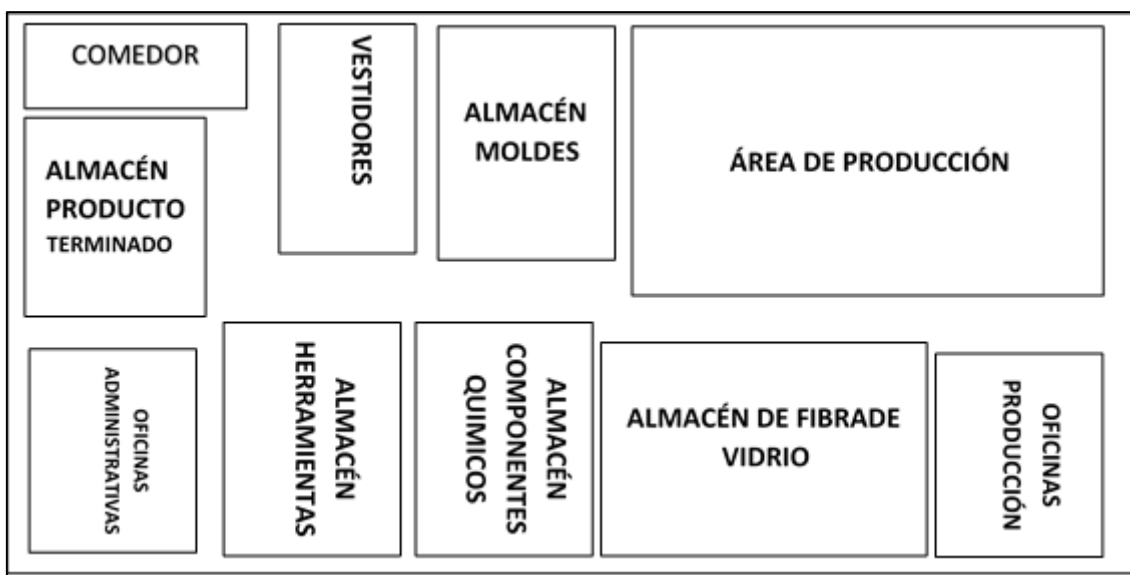 COMEDOR
ALMACÉN
PRODUCTO
TERMINADO
VESTIDORES
ALMACÉN
MOLDES
ÁREA DE PRODUCCIÓN
OFICINAS
ADMINISTRATIVAS
ALMACÉN
HERRAMIENTAS
ALMACÉN
COMPONENTES
QUIMICOS
ALMACÉN DE FIBRADE
VIDRIO
OFICINAS
PRODUCCIÓN